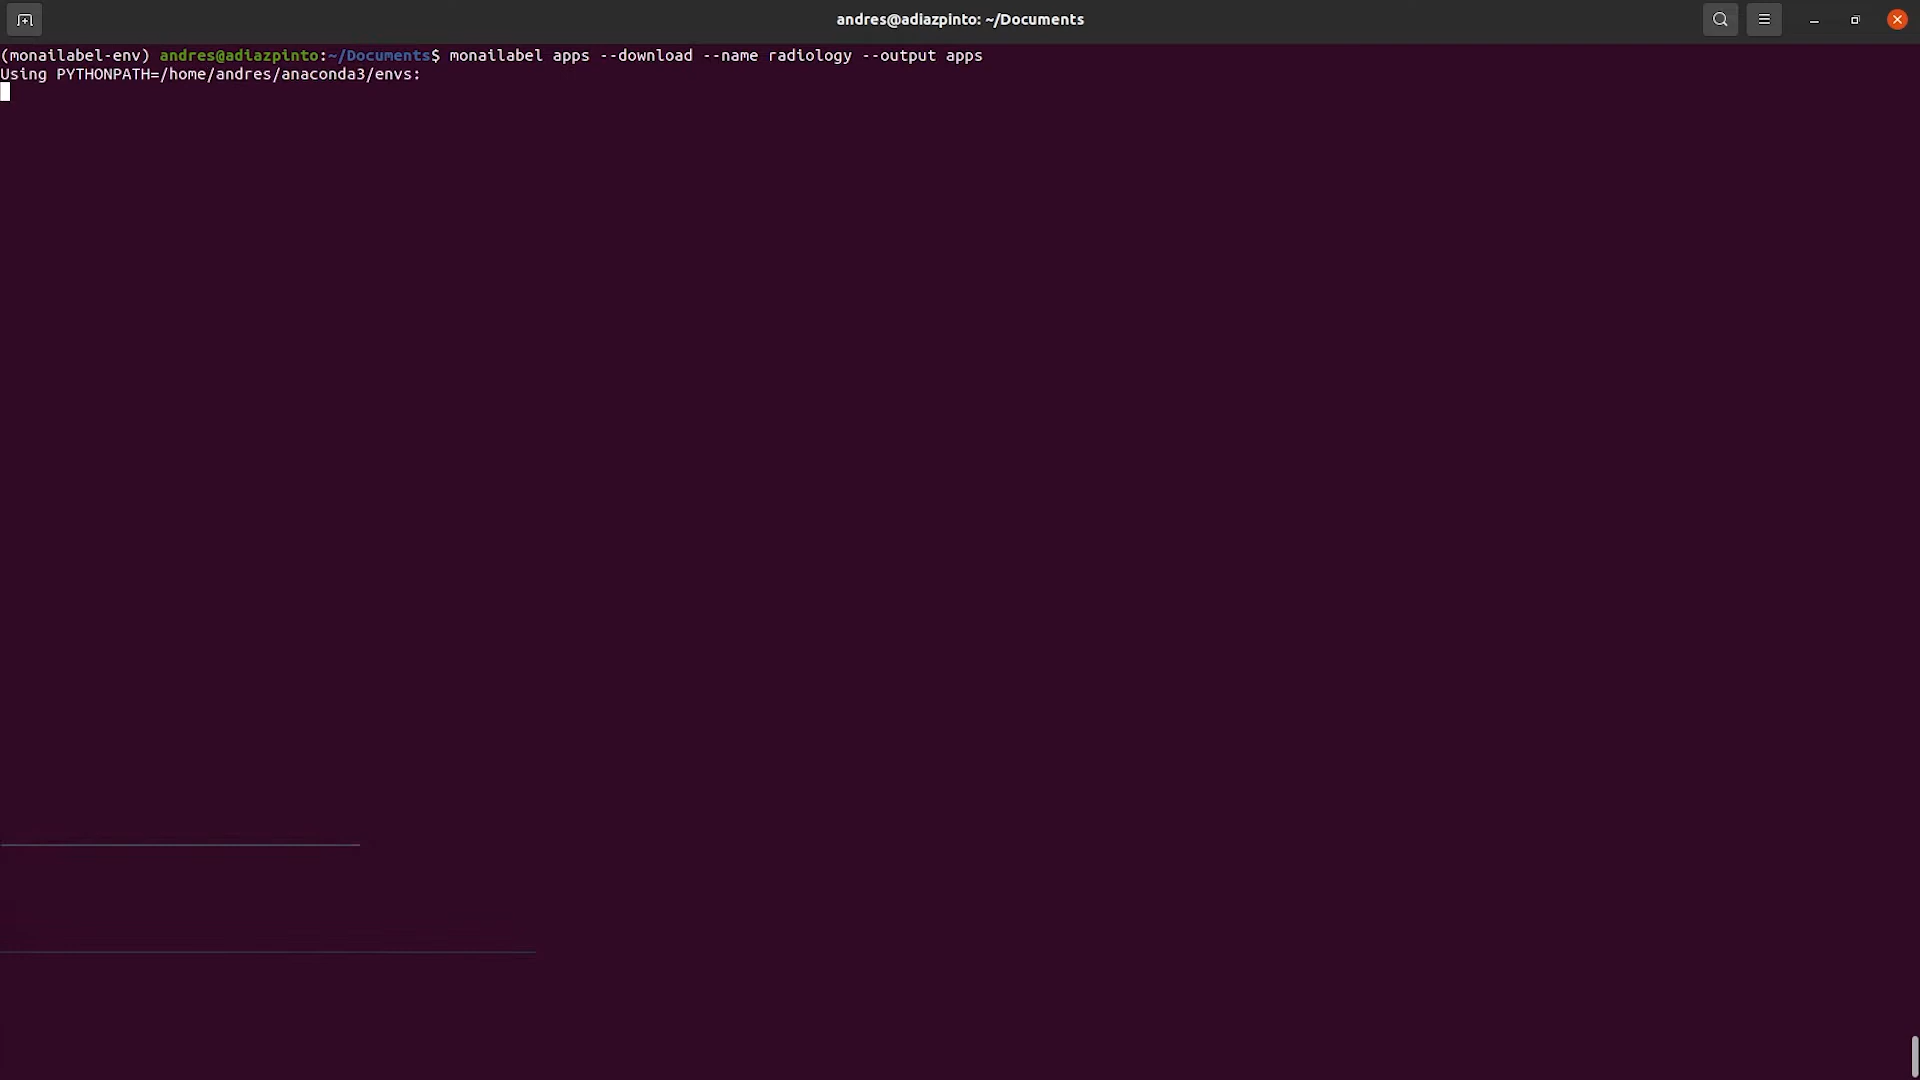 andres@adiazpinto: ~/Documents
(monailabel-env) andres@adiazpinto:~/Documents$ monailabel apps --download --name radiology --output apps
Using PYTHONPATH=/home/andres/anaconda3/envs: